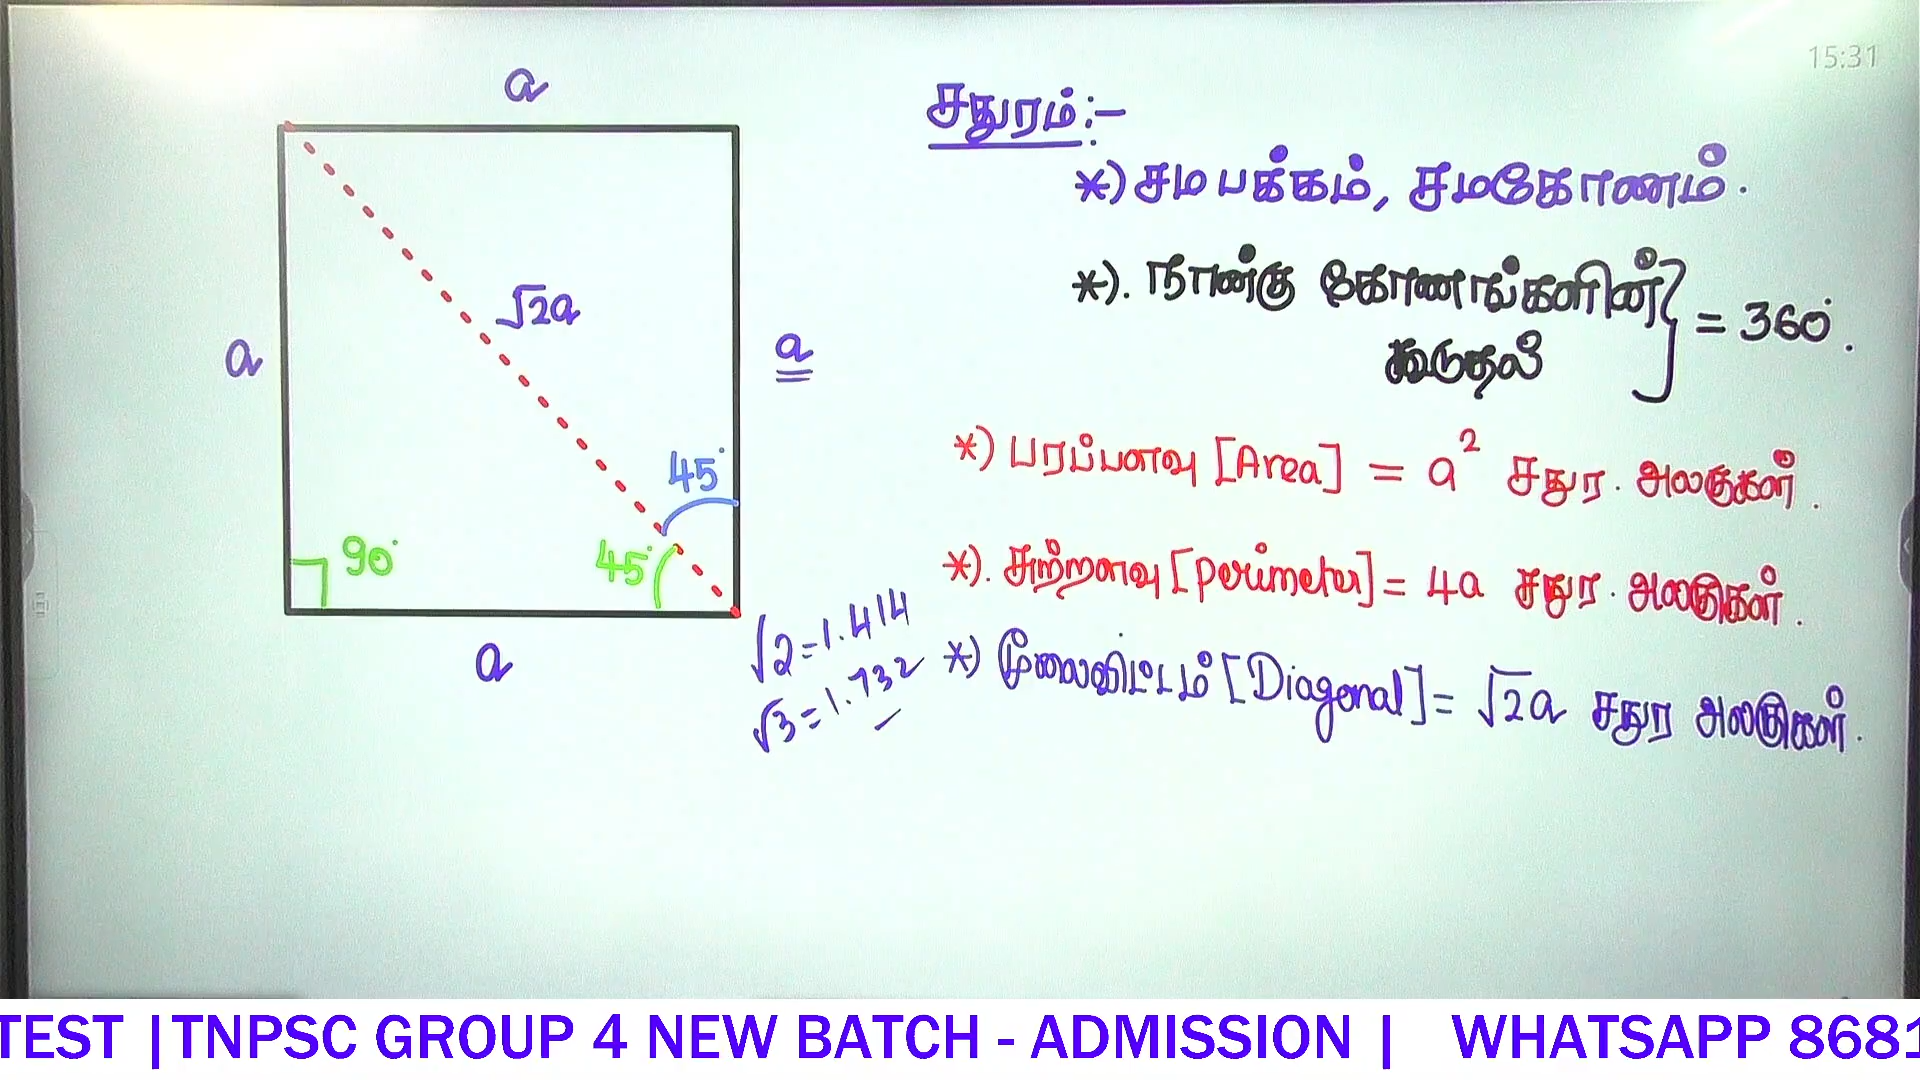 15:31
a
சதுரம்:-
*) சமபக்கம், சமகோணம்.
*). நான்கு கோணங்களின் } = 360°.
கூடுதல்
√2a
a
a
*) பரப்பளவு [Area] = a² சதுர. அலகுகள்.
45°
90°
45°
*). சுற்றளவு [Perimeter] = 4a சதுர. அலகுகள்.
√2 = 1.414
*) மூலைவிட்டம் [Diagonal] = √2a சதுர அலகுகள்.
a
√3 = 1.732
TEST | TNPSC GROUP 4 NEW BATCH - ADMISSION | WHATSAPP 8681